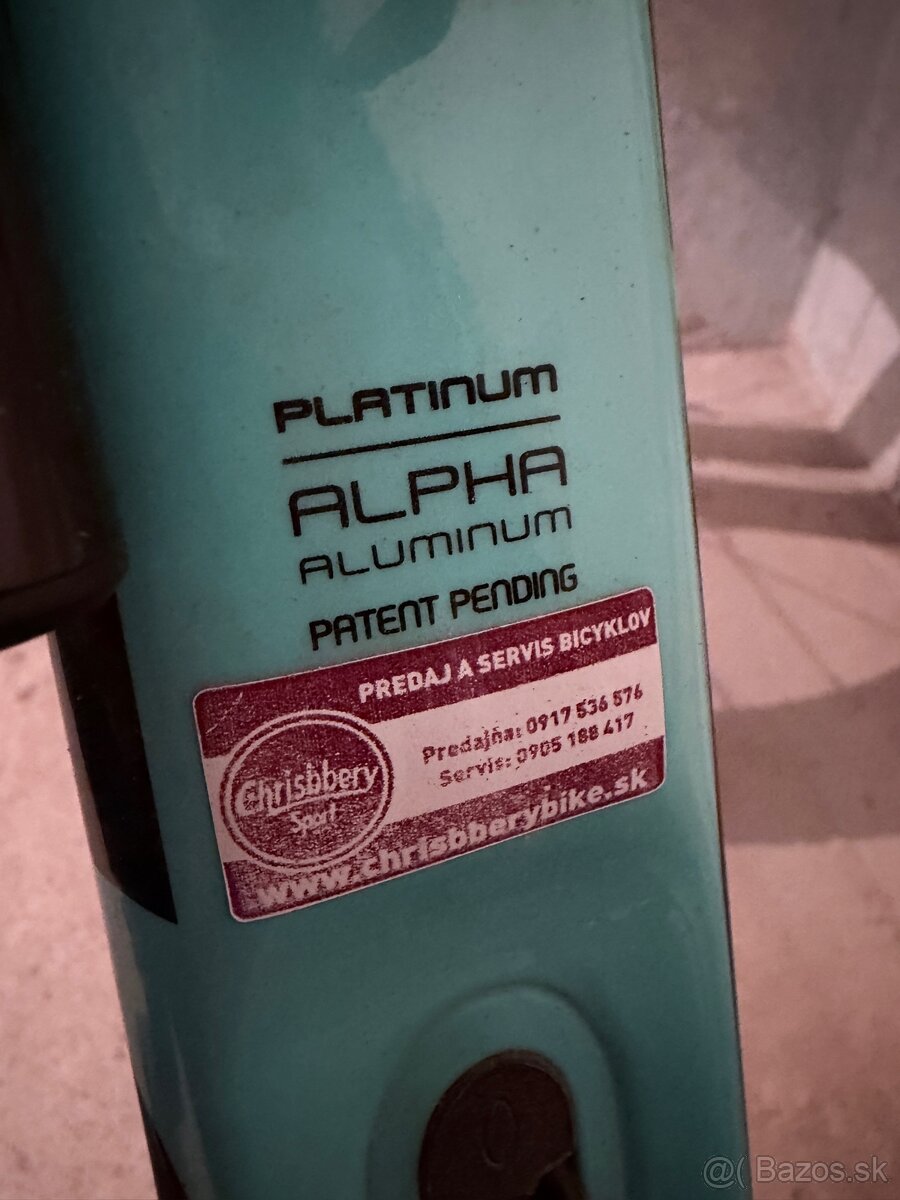 PLATINUM
ALPHA
ALUMINUM
PATENT PENDING
PREDAJ A SERVIS BICYKLOV
Predajňa: 0917 536 576
Servis: 0905 188 417
Chrisbbery
Sport
www.chrisbberybike.sk
@( Bazos.sk